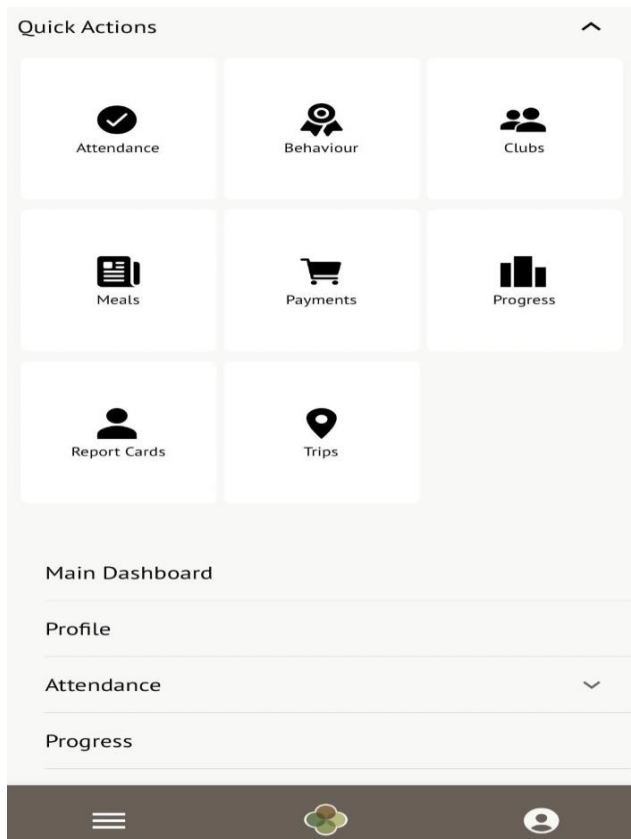 Quick Actions
Attendance
Behaviour
Clubs
Meals
Payments
Progress
Report Cards
Trips
Main Dashboard
Profile
Attendance
Progress